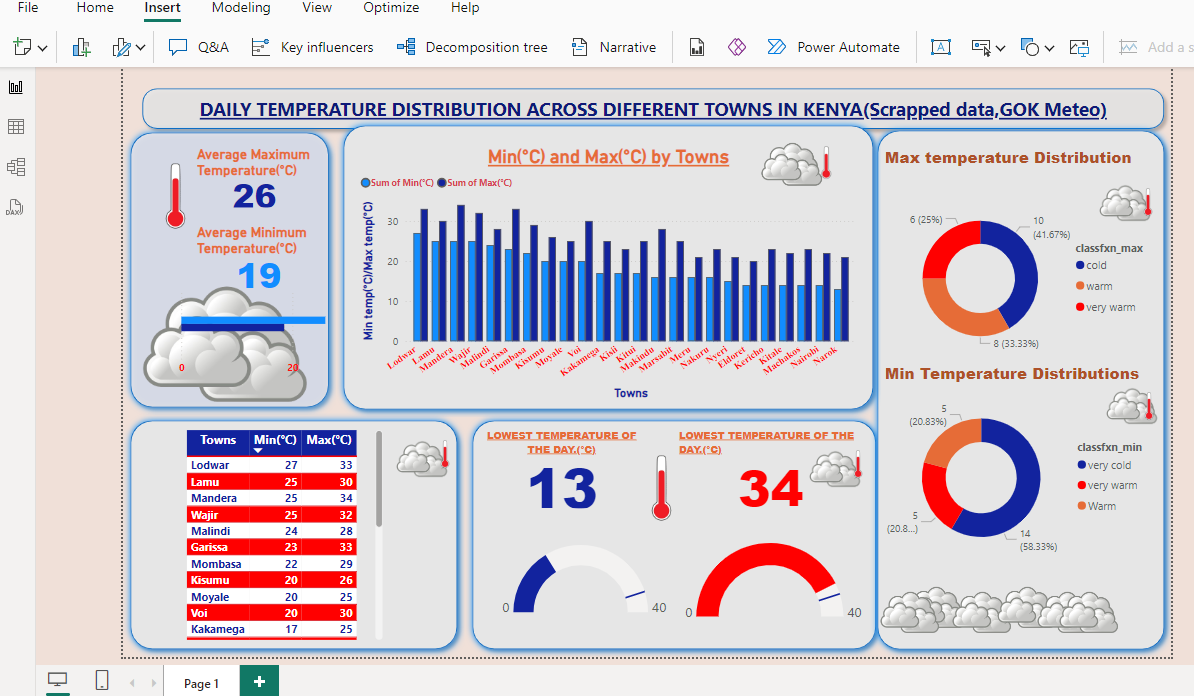 File Home Insert Modeling View Optimize Help
Q&A Key influencers Decomposition tree Narrative Power Automate A Add a s
DAX
DAILY TEMPERATURE DISTRIBUTION ACROSS DIFFERENT TOWNS IN KENYA(Scrapped data,GOK Meteo)
Average Maximum
Temperature(°C)
26
Average Minimum
Temperature(°C)
19
0 20
Min(°C) and Max(°C) by Towns
Sum of Min(°C) Sum of Max(°C)
Min temp(°C)/Max temp(°C)
30
20
10
0
Lodwar Lamu Mandera Wajir Malindi Garissa Mombasa Kisumu Moyale Voi Kakamega Kisii Kitui Makindu Marsabit Meru Nakuru Nyeri Eldoret Kericho Kitale Machakos Nairobi Narok
Towns
Max temperature Distribution
6 (25%)
10
(41.67%)
8 (33.33%)
classfxn_max
cold
warm
very warm
Min Temperature Distributions
5
(20.83%)
5
(20.8...)
14
(58.33%)
classfxn_min
very cold
very warm
Warm
Towns Min(°C) Max(°C)
Lodwar 27 33
Lamu 25 30
Mandera 25 34
Wajir 25 32
Malindi 24 28
Garissa 23 33
Mombasa 22 29
Kisumu 20 26
Moyale 20 25
Voi 20 30
Kakamega 17 25
LOWEST TEMPERATURE OF
THE DAY.(°C)
13
0 40
LOWEST TEMPERATURE OF THE
DAY.(°C)
34
0 40
Page 1 +